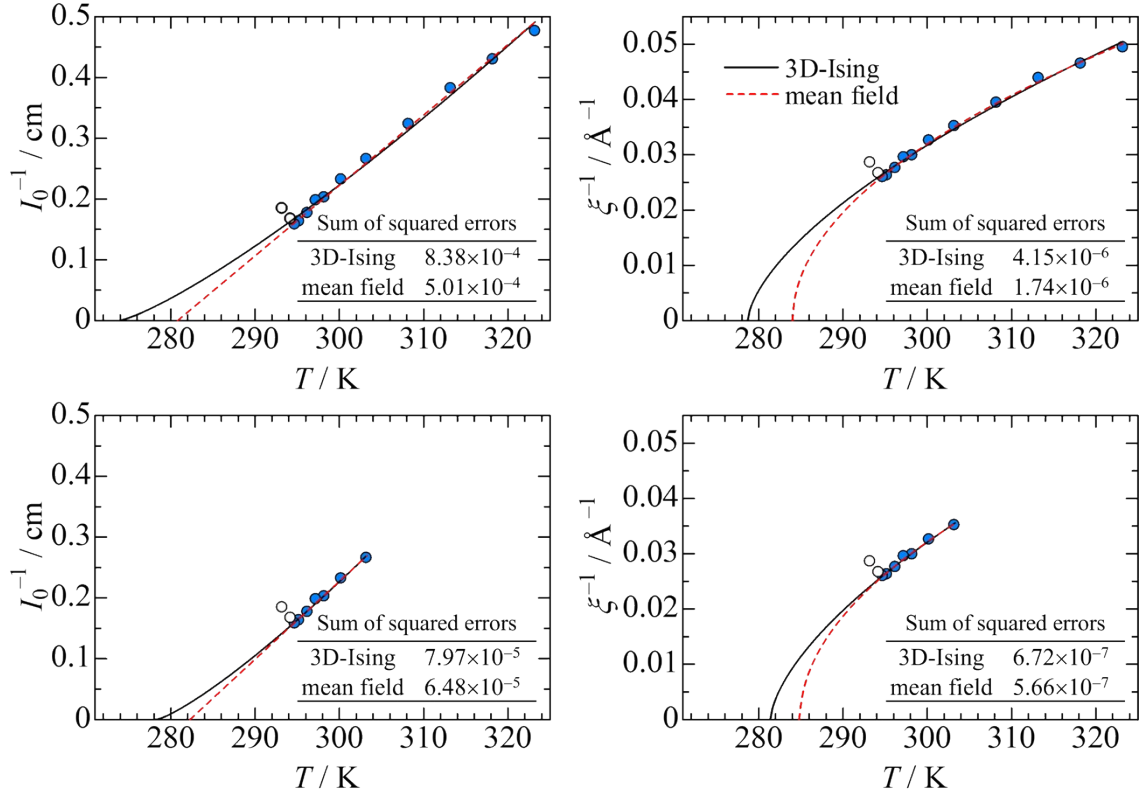 0.5
0.4
0.3
0.2
0.1
0
I₀⁻¹ / cm
Sum of squared errors
3D-Ising 8.38×10⁻⁴
mean field 5.01×10⁻⁴
280 290 300 310 320
T / K
0.05
0.04
0.03
0.02
0.01
0
ξ⁻¹ / Å⁻¹
3D-Ising
mean field
Sum of squared errors
3D-Ising 4.15×10⁻⁶
mean field 1.74×10⁻⁶
280 290 300 310 320
T / K
0.5
0.4
0.3
0.2
0.1
0
I₀⁻¹ / cm
Sum of squared errors
3D-Ising 7.97×10⁻⁵
mean field 6.48×10⁻⁵
280 290 300 310 320
T / K
0.05
0.04
0.03
0.02
0.01
0
ξ⁻¹ / Å⁻¹
Sum of squared errors
3D-Ising 6.72×10⁻⁷
mean field 5.66×10⁻⁷
280 290 300 310 320
T / K